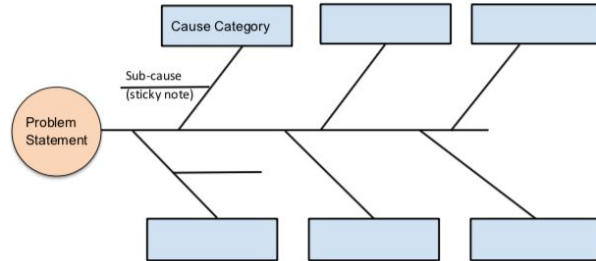 Cause Category
Sub-cause
(sticky note)
Problem
Statement